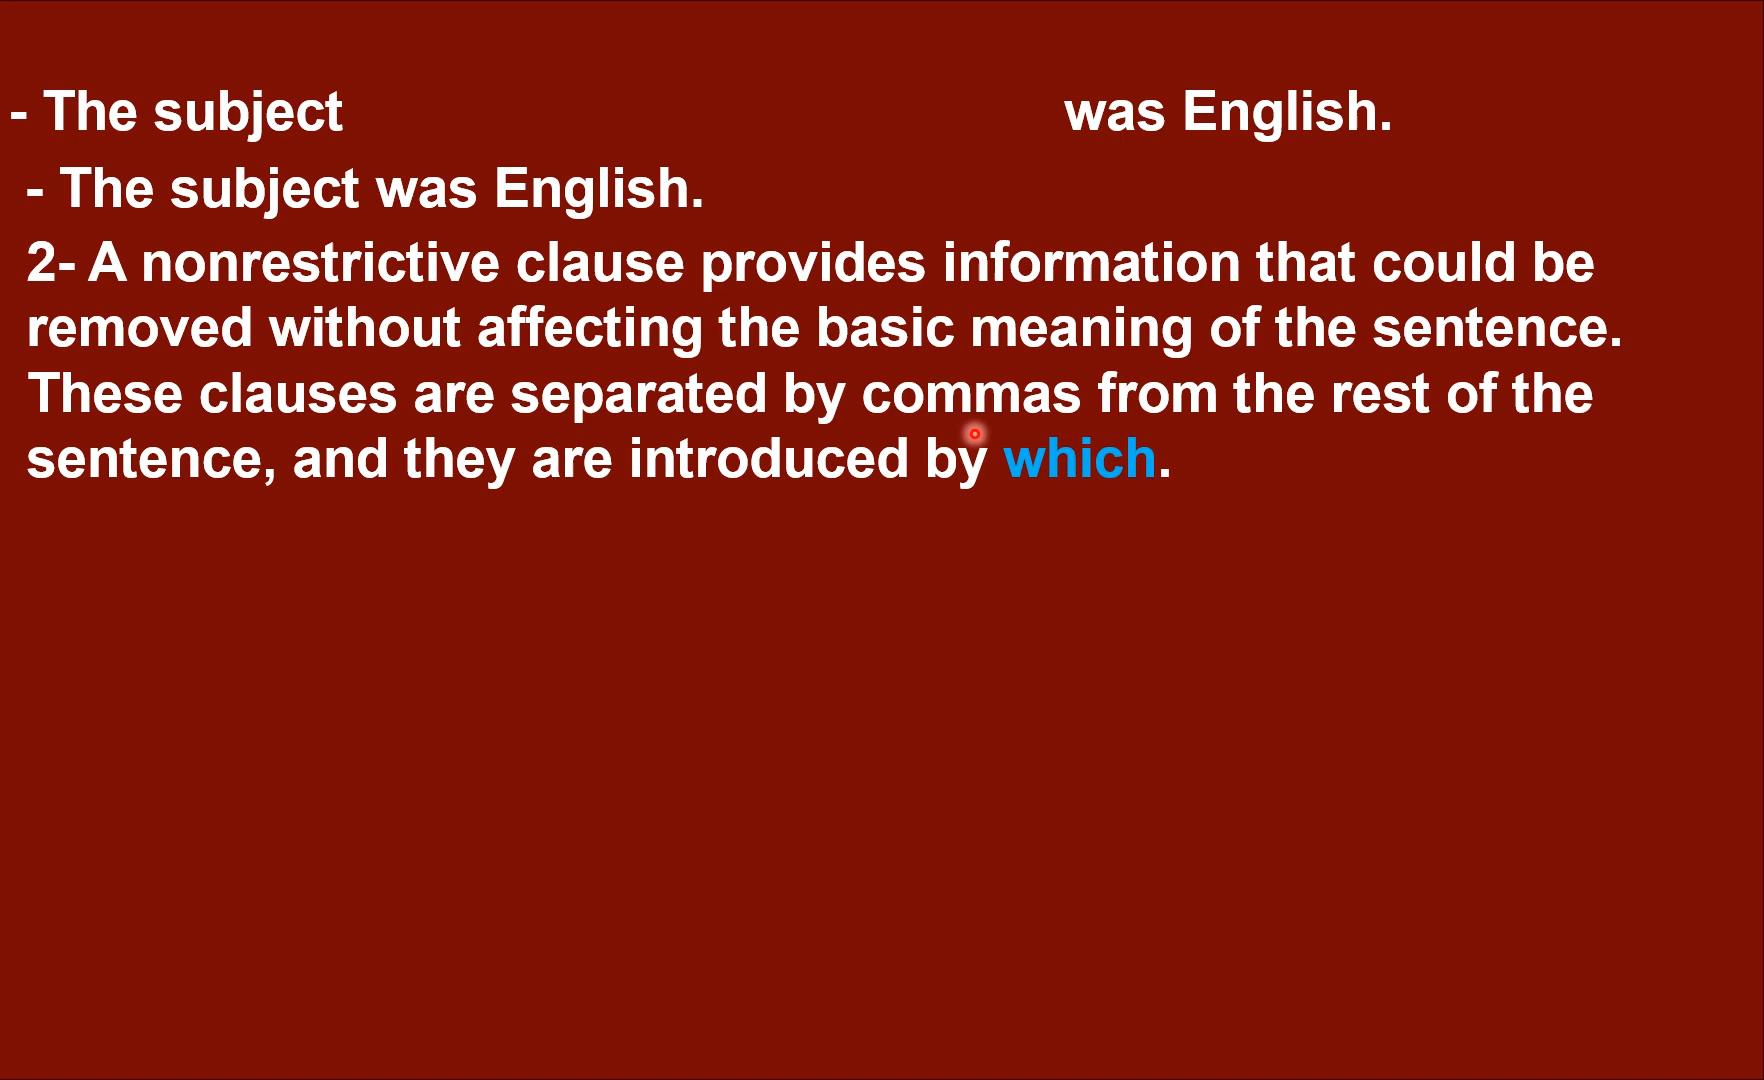 - The subject was English.
- The subject was English.
2- A nonrestrictive clause provides information that could be
removed without affecting the basic meaning of the sentence.
These clauses are separated by commas from the rest of the
sentence, and they are introduced by which.